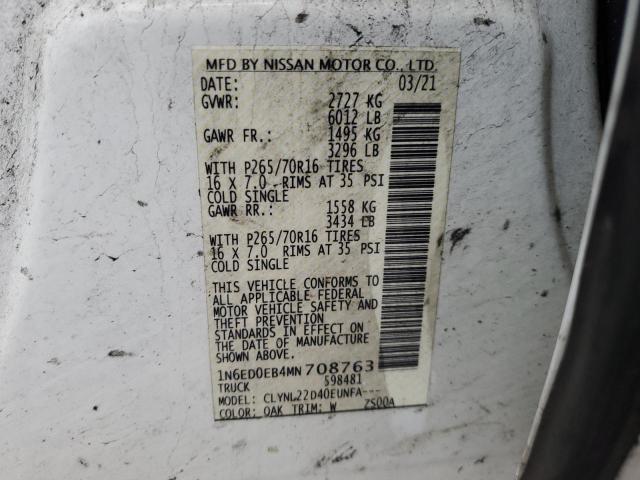 MFD BY NISSAN MOTOR CO., LTD.
DATE: 03/21
GVWR: 2727 KG
6012 LB
GAWR FR.: 1495 KG
3296 LB
WITH P265/70R16 TIRES
16 X 7.0 RIMS AT 35 PSI
COLD SINGLE
GAWR RR.: 1558 KG
3434 LB
WITH P265/70R16 TIRES
16 X 7.0 RIMS AT 35 PSI
COLD SINGLE
THIS VEHICLE CONFORMS TO
ALL APPLICABLE FEDERAL
MOTOR VEHICLE SAFETY AND
THEFT PREVENTION
STANDARDS IN EFFECT ON
THE DATE OF MANUFACTURE
SHOWN ABOVE.
1N6ED0EB4MN708763
TRUCK 598481
MODEL: CLYNL22D40EUNFA---
COLOR: QAK TRIM: W ZS00A